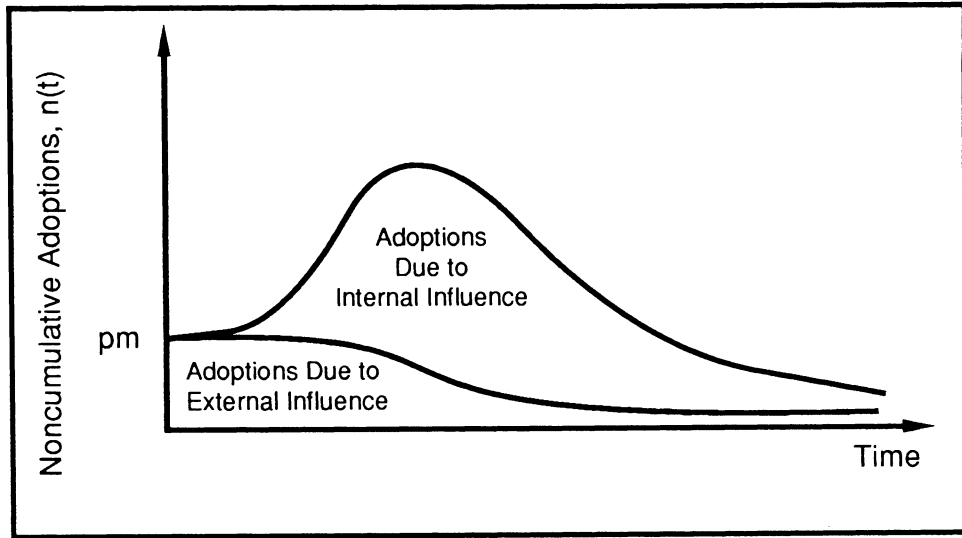 Noncumulative Adoptions, n(t)
Adoptions
Due to
Internal Influence
pm
Adoptions Due to
External Influence
Time